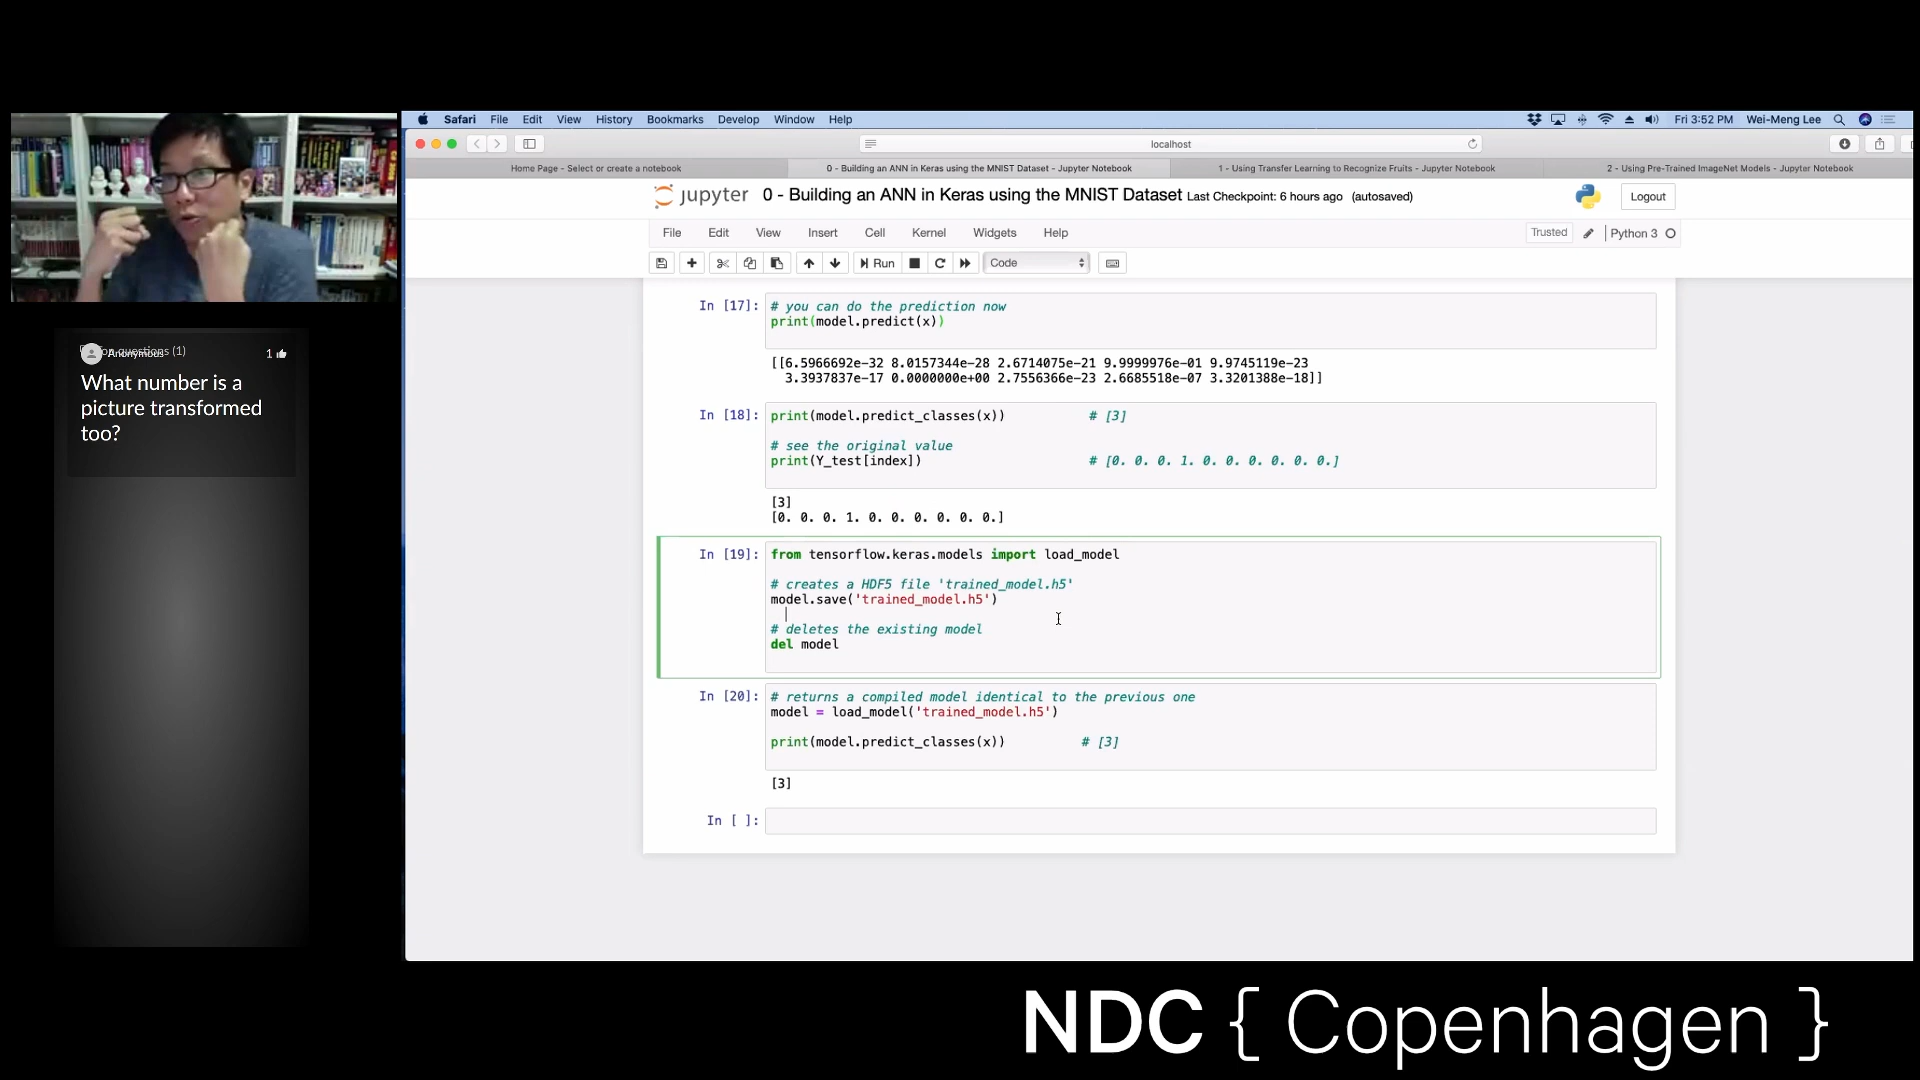 Safari File Edit View History Bookmarks Develop Window Help Fri 3:52 PM Wei-Meng Lee
localhost
Home Page - Select or create a notebook
0 - Building an ANN in Keras using the MNIST Dataset - Jupyter Notebook
1 - Using Transfer Learning to Recognize Fruits - Jupyter Notebook
2 - Using Pre-Trained ImageNet Models - Jupyter Notebook
jupyter 0 - Building an ANN in Keras using the MNIST Dataset Last Checkpoint: 6 hours ago (autosaved)
Logout
File Edit View Insert Cell Kernel Widgets Help
Trusted Python 3
Run Code
In [17]: # you can do the prediction now
print(model.predict(x))
[[6.5966692e-32 8.0157344e-28 2.6714075e-21 9.9999976e-01 9.9745119e-23
3.3937837e-17 0.0000000e+00 2.7556366e-23 2.6685518e-07 3.3201388e-18]]
In [18]: print(model.predict_classes(x)) # [3]
# see the original value
print(Y_test[index]) # [0. 0. 0. 1. 0. 0. 0. 0. 0. 0.]
[3]
[0. 0. 0. 1. 0. 0. 0. 0. 0. 0.]
In [19]: from tensorflow.keras.models import load_model
# creates a HDF5 file 'trained_model.h5'
model.save('trained_model.h5')
# deletes the existing model
del model
In [20]: # returns a compiled model identical to the previous one
model = load_model('trained_model.h5')
print(model.predict_classes(x)) # [3]
[3]
In [ ]:
questions (1)
Anonymous
1
What number is a
picture transformed
too?
NDC { Copenhagen }